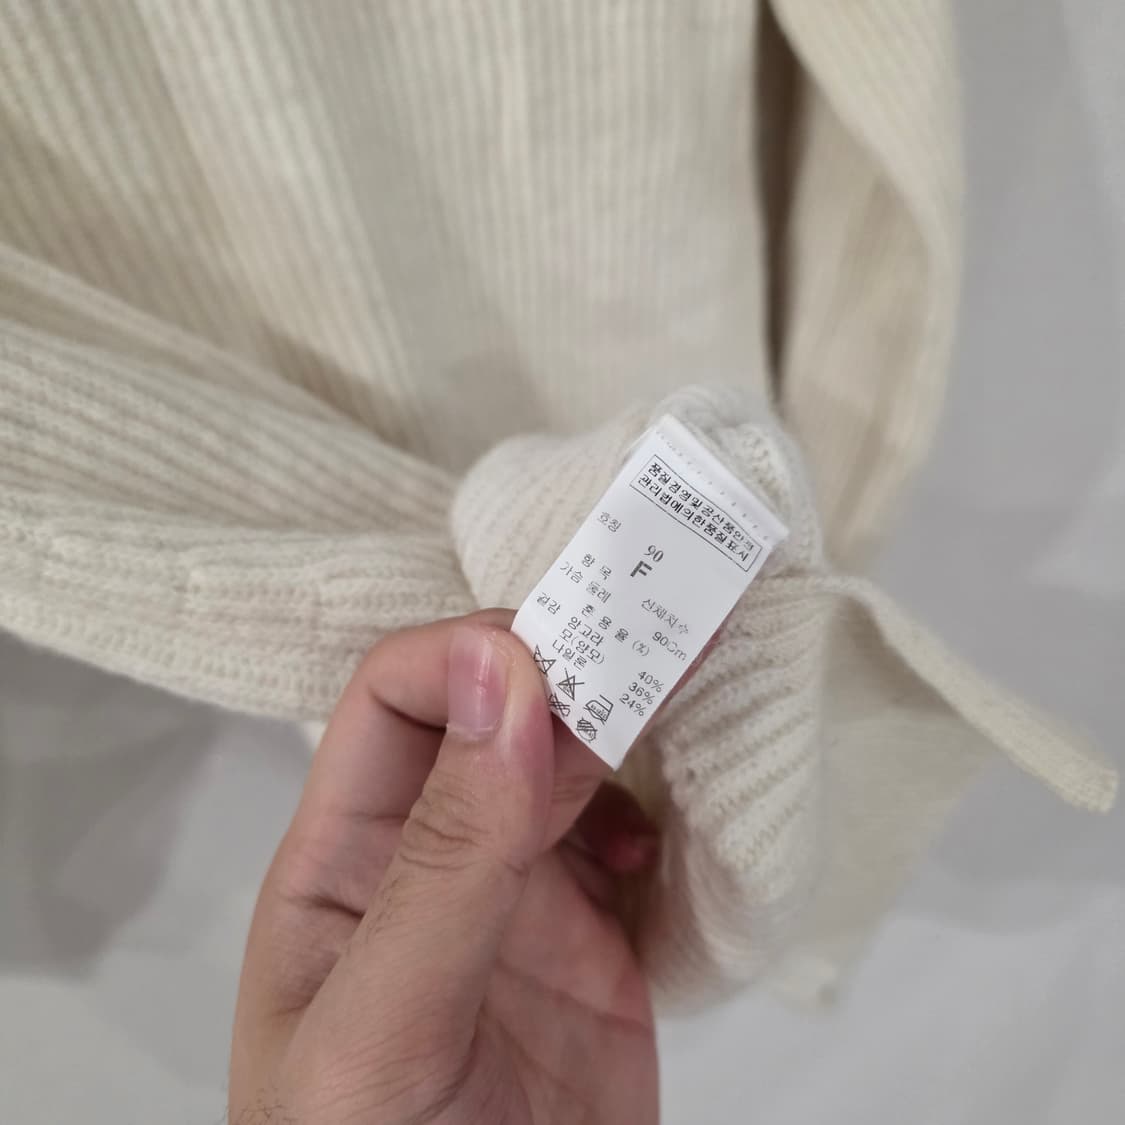 품질경영및공산품안전
관리법에의한품질표시
호칭
90
F
항 목 신체치수
가슴 둘레 90Cm
겉감 혼 용 율 (%)
앙고라 40%
모(양모) 36%
나일론 24%